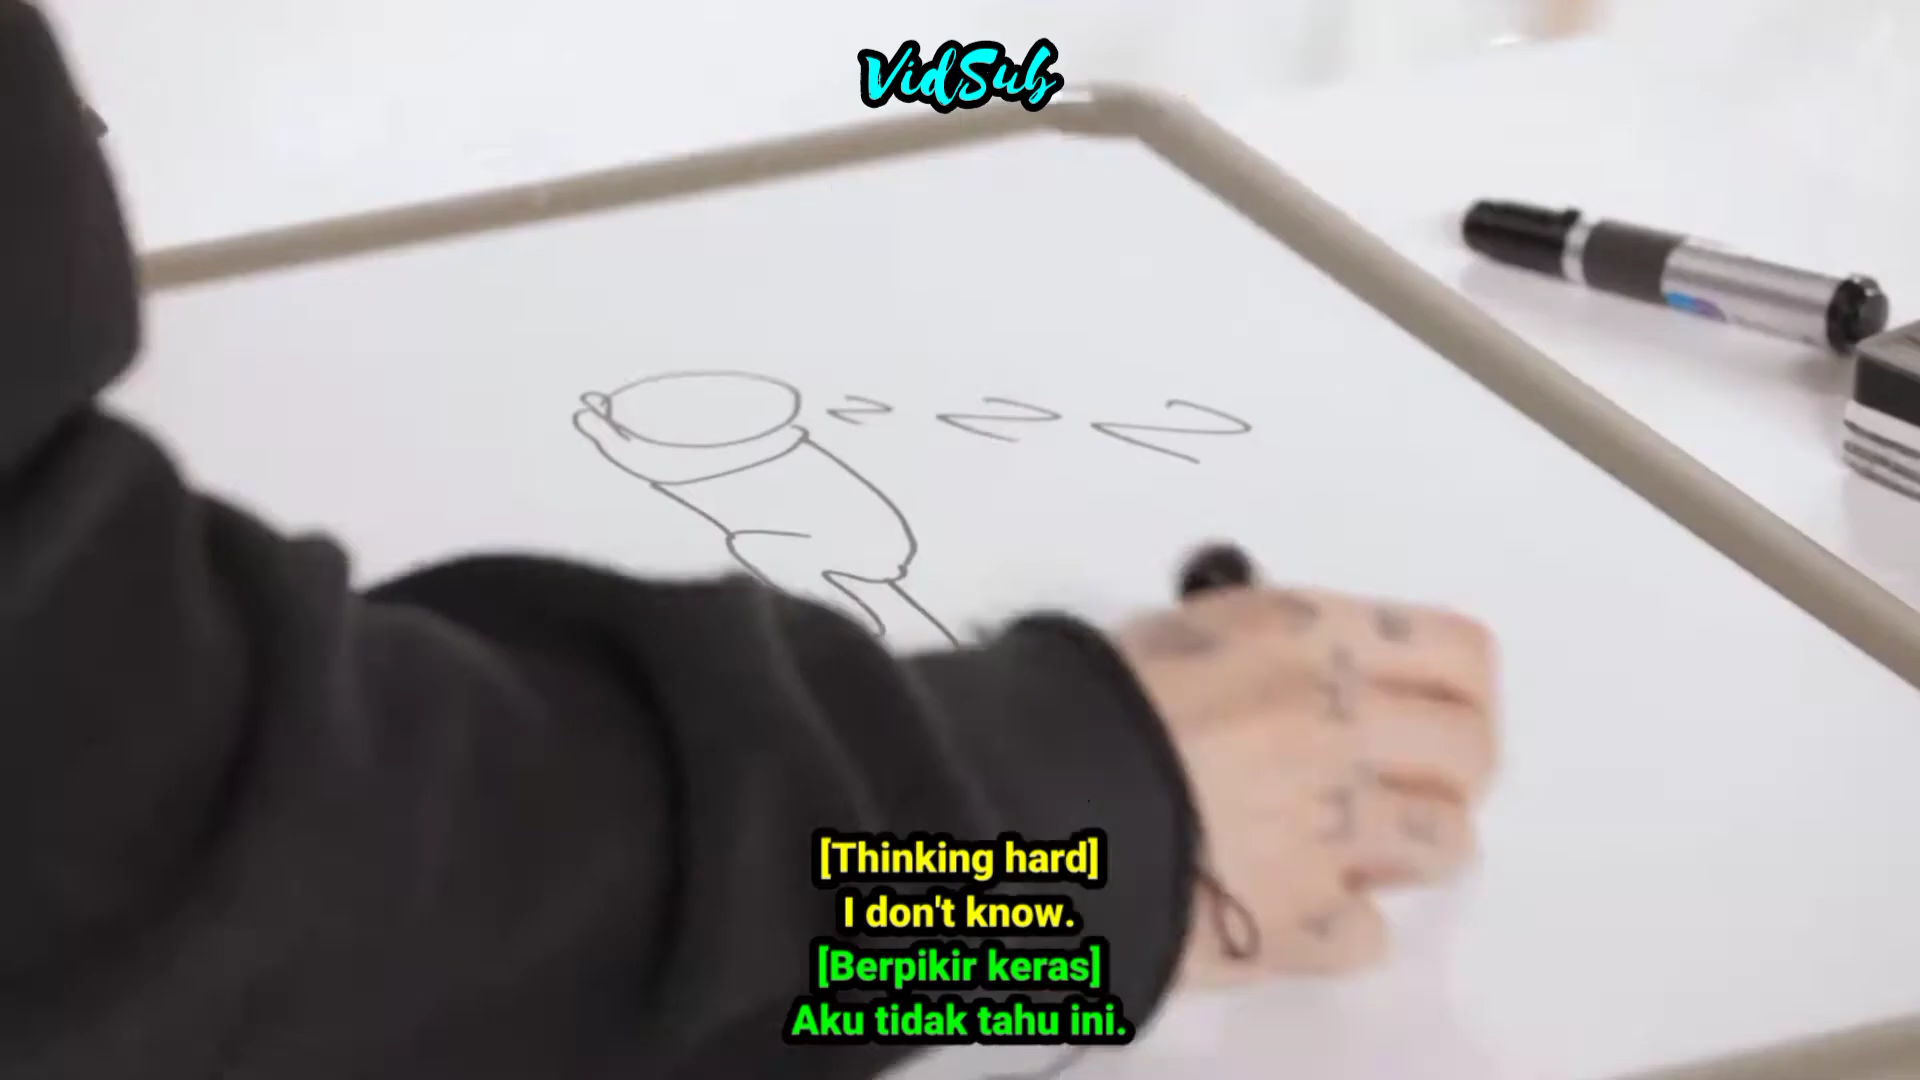 VidSub
z z z
[Thinking hard]
I don't know.
[Berpikir keras]
Aku tidak tahu ini.